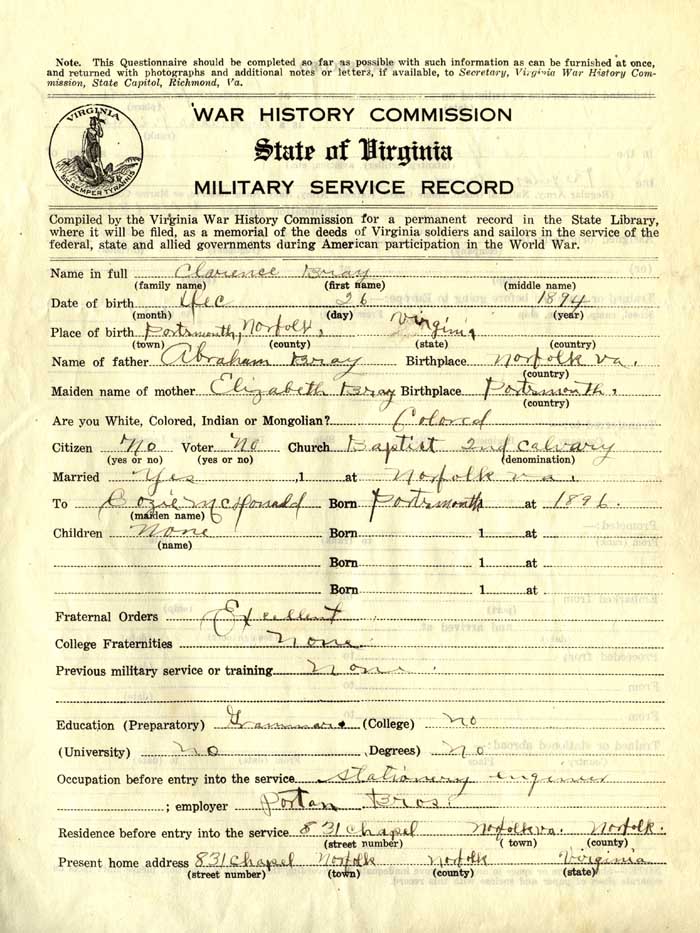 Note. This Questionnaire should be completed so far as possible with such information as can be furnished at once,
and returned with photographs and additional notes or letters, if available, to Secretary, Virginia War History Com-
mission, State Capitol, Richmond, Va.
VIRGINIA
SIC SEMPER TYRANNIS
WAR HISTORY COMMISSION
State of Virginia
MILITARY SERVICE RECORD
Compiled by the Virginia War History Commission for a permanent record in the State Library,
where it will be filed, as a memorial of the deeds of Virginia soldiers and sailors in the service of the
federal, state and allied governments during American participation in the World War.
Name in full Clarence Bray
(family name) (first name) (middle name)
Date of birth Dec 26 1894
(month) (day) (year)
Place of birth Portsmouth, Norfolk, Virginia
(town) (county) (state) (country)
Name of father Abraham Bray Birthplace Norfolk Va.
(country)
Maiden name of mother Elizabeth Bray Birthplace Portsmouth,
(country)
Are you White, Colored, Indian or Mongolian? Colored
Citizen No Voter No Church Baptist 2nd Calvary
(yes or no) (yes or no) (denomination)
Married Yes , 1 at Norfolk va.
To McDonald Born Portsmouth at 1896.
(maiden name)
Children None Born 1 at
(name)
Born 1 at
Born 1 at
Fraternal Orders Excellent
College Fraternities None.
Previous military service or training None.
Education (Preparatory) Grammar. (College) No
(University) No (Degrees) No
Occupation before entry into the service stationery engineer
; employer Bros.
Residence before entry into the service 831 Chapel Norfolk va. Norfolk.
(street number) (town) (county)
Present home address 831 Chapel Norfolk Norfolk Virginia
(street number) (town) (county) (state)